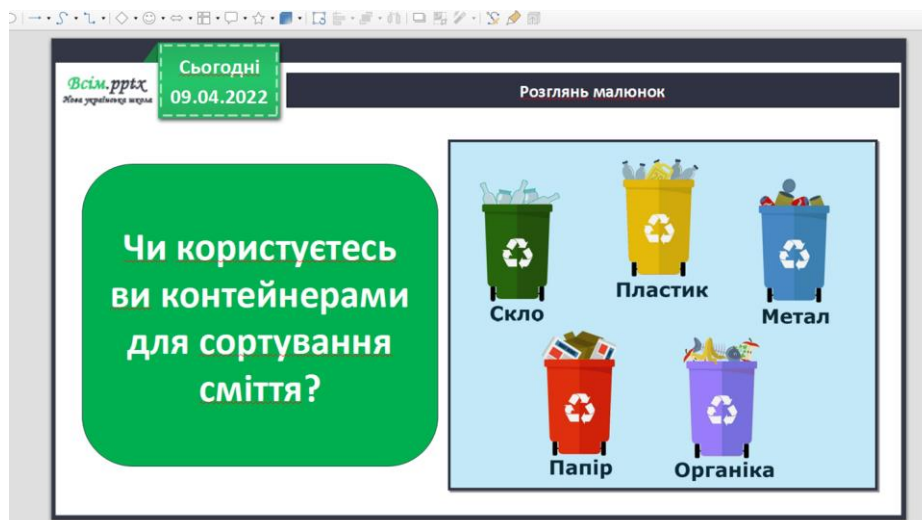 Сьогодні
09.04.2022
Всім.pptx
Нова українська школа
Розглянь малюнок
Чи користуєтесь
ви контейнерами
для сортування
сміття?
Скло
Пластик
Метал
Папір
Органіка